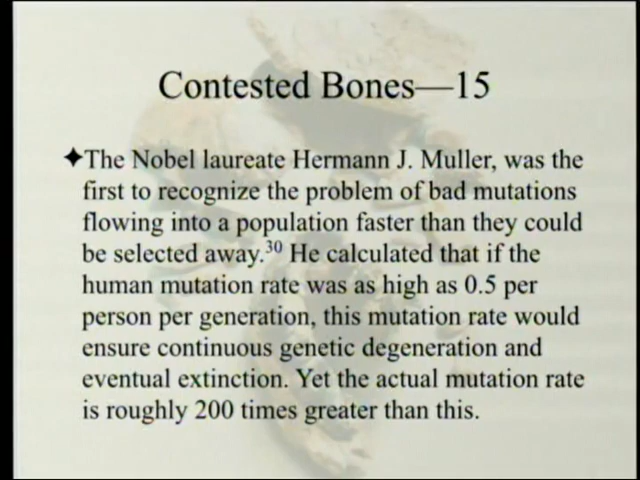 Contested Bones—15
✦The Nobel laureate Hermann J. Muller, was the
first to recognize the problem of bad mutations
flowing into a population faster than they could
be selected away.30 He calculated that if the
human mutation rate was as high as 0.5 per
person per generation, this mutation rate would
ensure continuous genetic degeneration and
eventual extinction. Yet the actual mutation rate
is roughly 200 times greater than this.